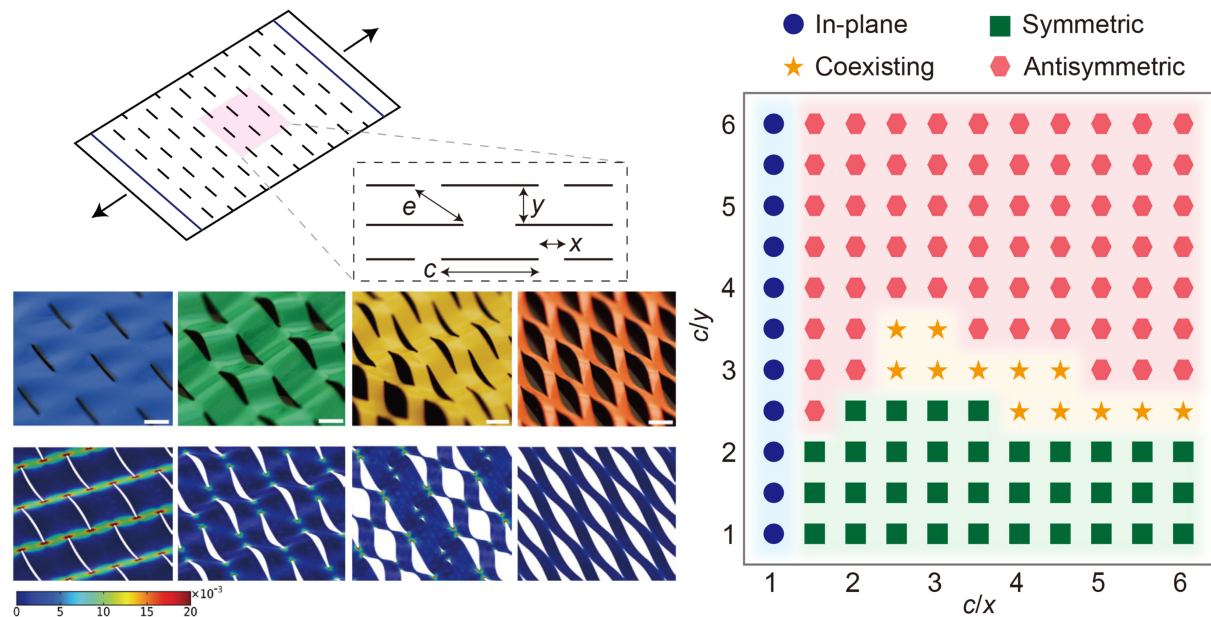 In-plane
Symmetric
Coexisting
Antisymmetric
e
y
x
c
6
5
4
3
2
1
c/y
1 2 3 4 5 6
c/x
×10⁻³
0 5 10 15 20